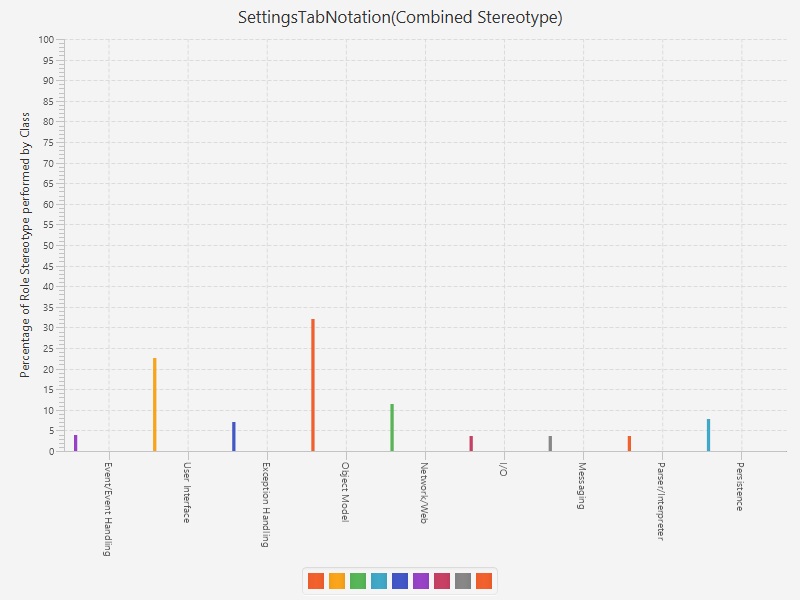 SettingsTabNotation(Combined Stereotype)
Percentage of Role Stereotype performed by Class
100
95
90
85
80
75
70
65
60
55
50
45
40
35
30
25
20
15
10
5
0
Event/Event Handling
User Interface
Exception Handling
Object Model
Network/Web
I/O
Messaging
Parser/Interpreter
Persistence